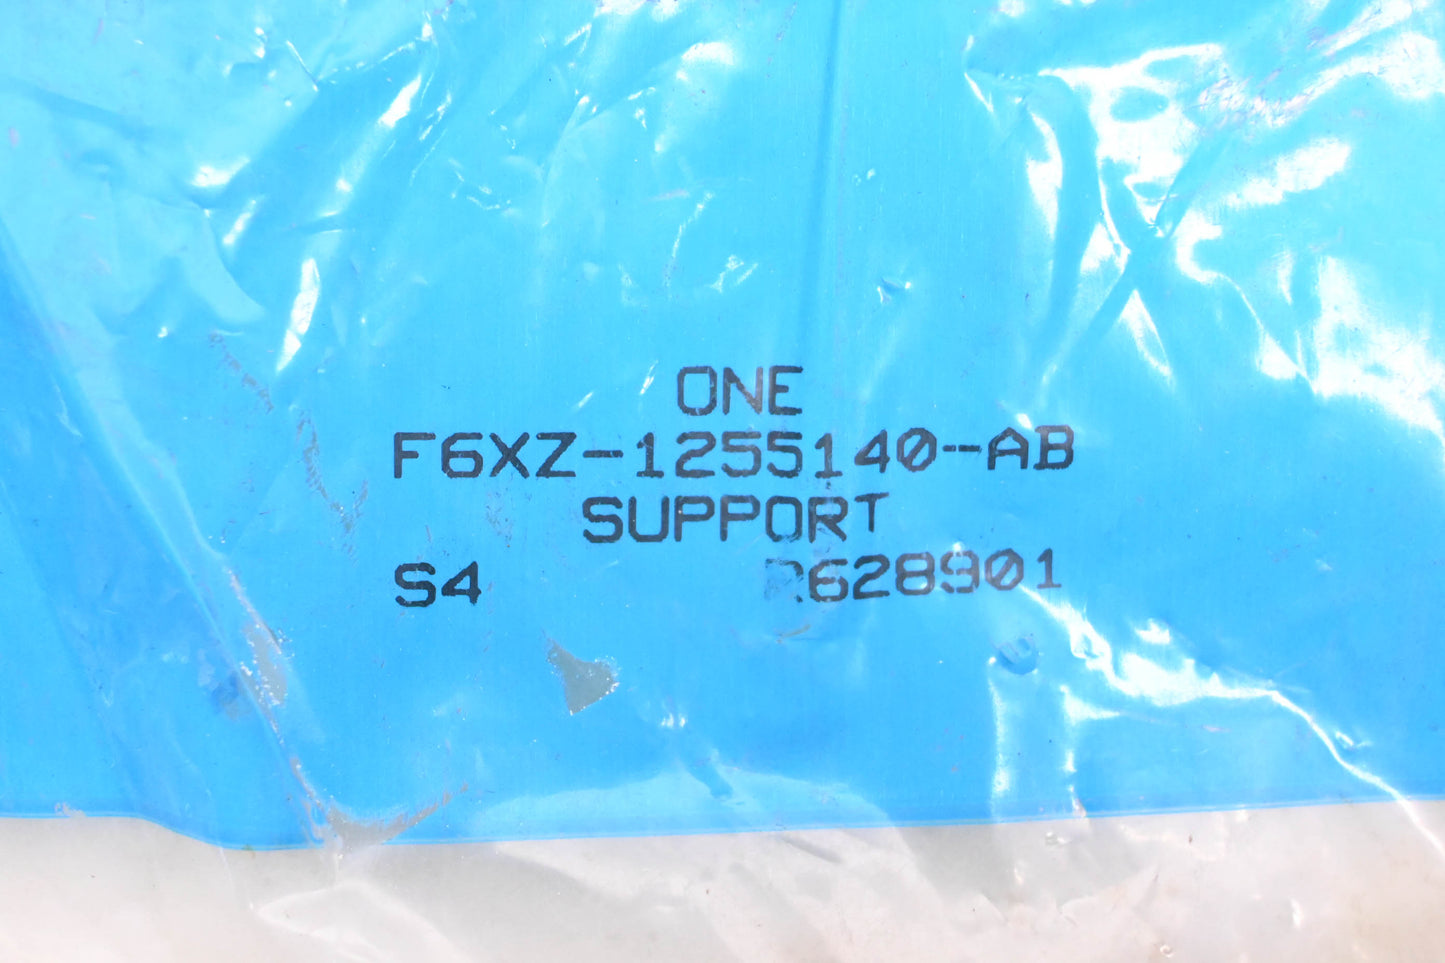 ONE
F6XZ-1255140-AB
SUPPORT
S4 R628901